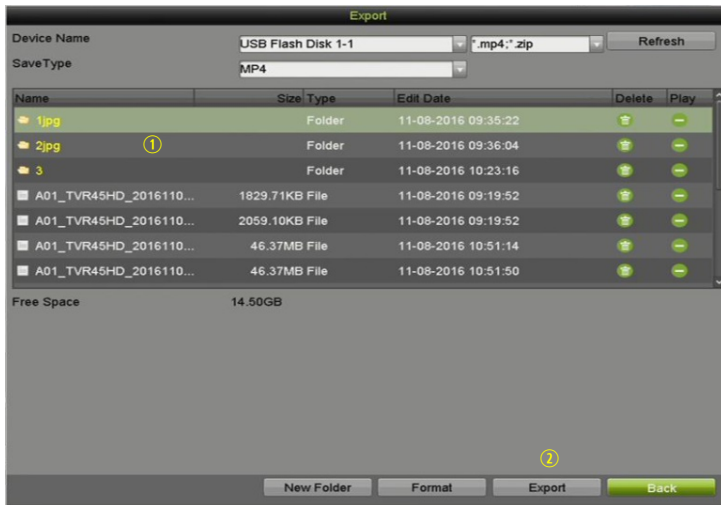 Export
Device Name USB Flash Disk 1-1 *.mp4;*.zip Refresh
SaveType MP4
Name Size Type Edit Date Delete Play
1jpg Folder 11-08-2016 09:35:22
2jpg ① Folder 11-08-2016 09:36:04
3 Folder 11-08-2016 10:23:16
A01_TVR45HD_2016110... 1829.71KB File 11-08-2016 09:19:52
A01_TVR45HD_2016110... 2059.10KB File 11-08-2016 09:19:52
A01_TVR45HD_2016110... 46.37MB File 11-08-2016 10:51:14
A01_TVR45HD_2016110... 46.37MB File 11-08-2016 10:51:50
Free Space 14.50GB
②
New Folder Format Export Back